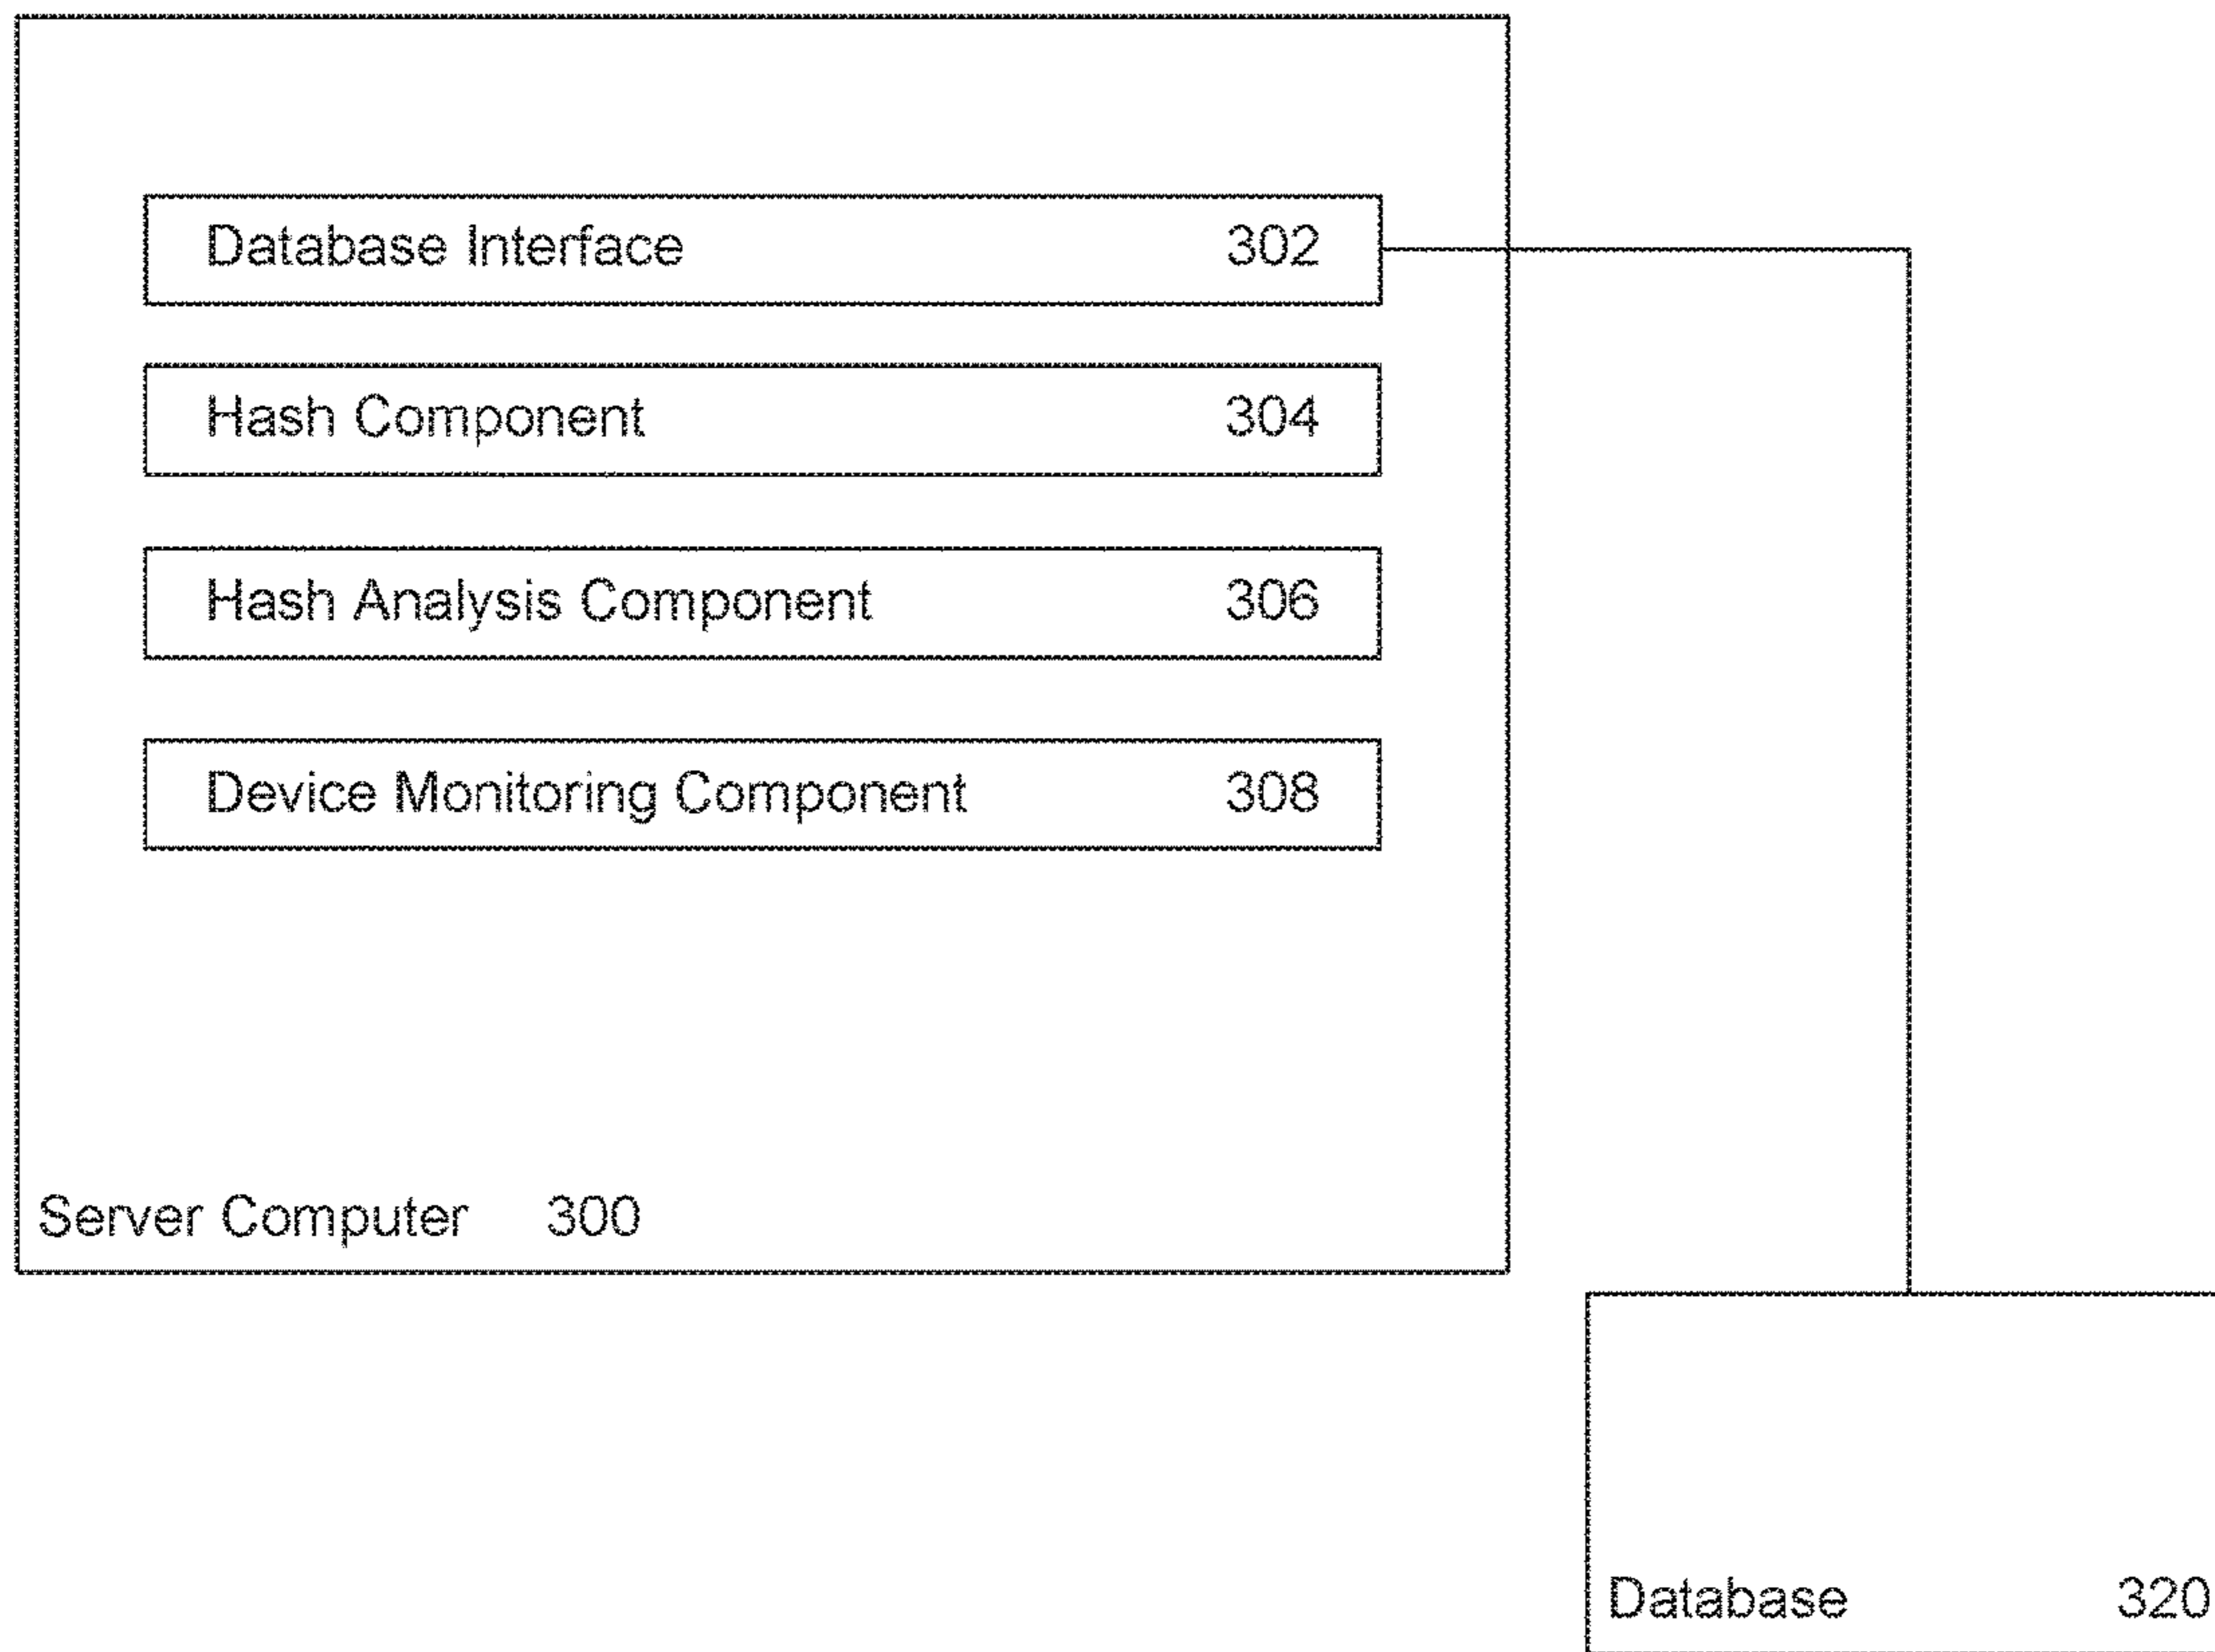 Database Interface 302
Hash Component 304
Hash Analysis Component 306
Device Monitoring Component 308
Server Computer 300
Database 320